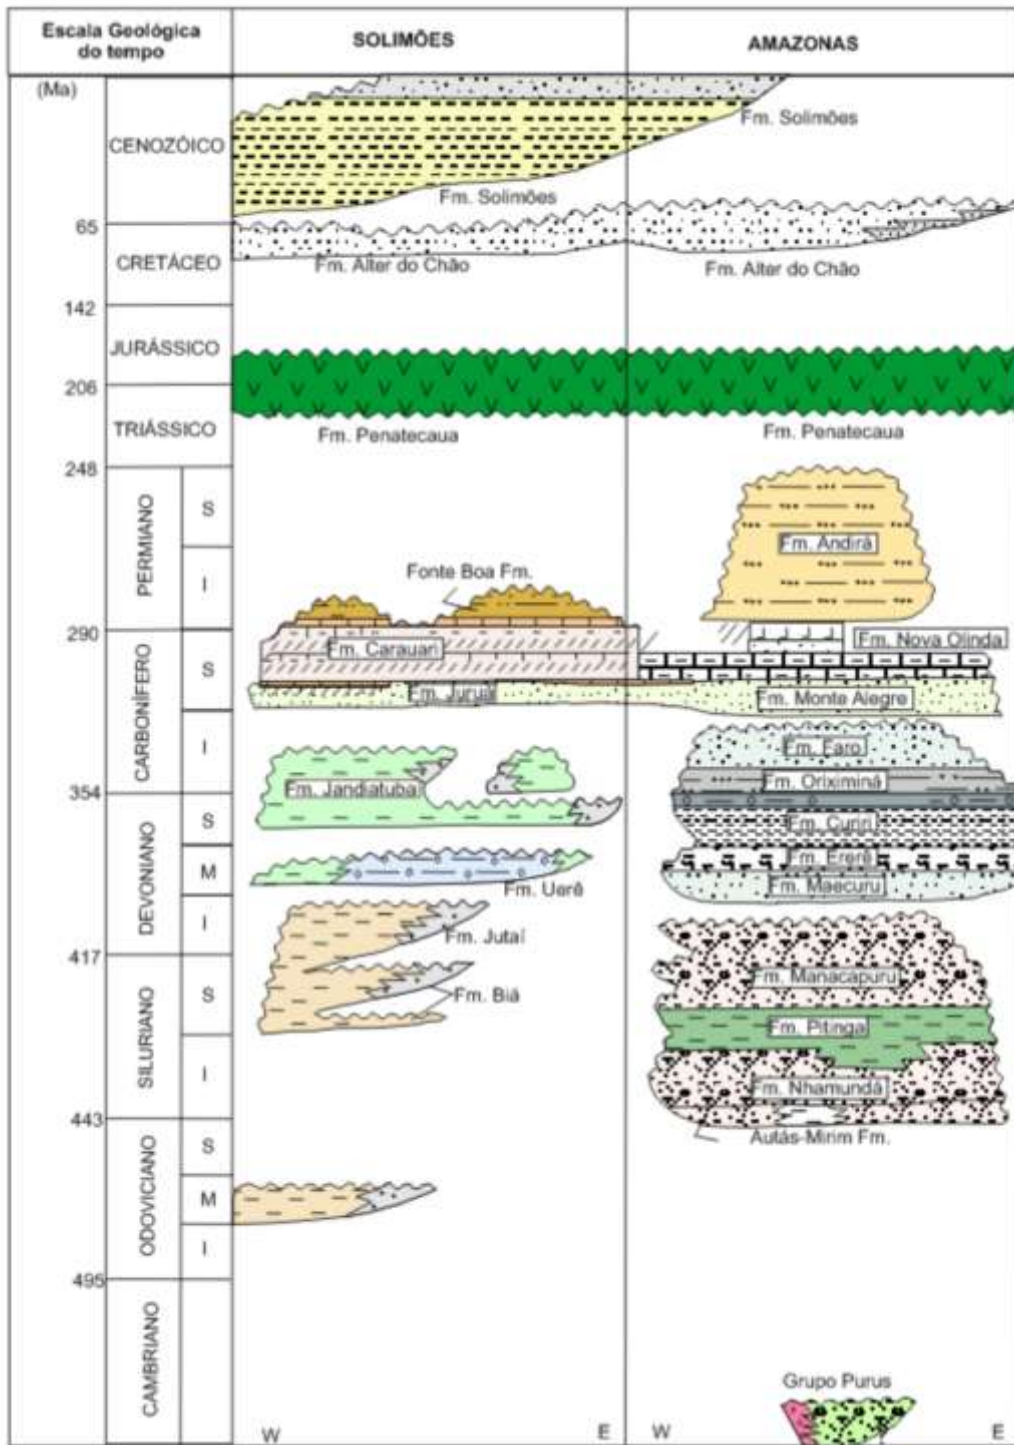 Escala Geológica
do tempo
SOLIMÕES
AMAZONAS
(Ma)
CENOZÓICO
Fm. Solimões
Fm. Solimões
65
CRETÁCEO
Fm. Alter do Chão
Fm. Alter do Chão
142
JURÁSSICO
206
TRIÁSSICO
Fm. Penatecaua
Fm. Penatecaua
248
PERMIANO
S
I
Fm. Andirá
Fonte Boa Fm.
290
CARBONÍFERO
S
I
Fm. Carauari
Fm. Nova Olinda
Fm. Juruá
Fm. Monte Alegre
Fm. Faro
Fm. Jandiatuba
Fm. Oriximiná
354
DEVONIANO
S
M
I
Fm. Curiri
Fm. Ererê
Fm. Uerê
Fm. Maecuru
Fm. Jutaí
417
SILURIANO
S
I
Fm. Manacapuru
Fm. Biá
Fm. Pitinga
Fm. Nhamundá
443
Autás-Mirim Fm.
ODOVICIANO
S
M
I
495
CAMBRIANO
Grupo Purus
W
E
W
E